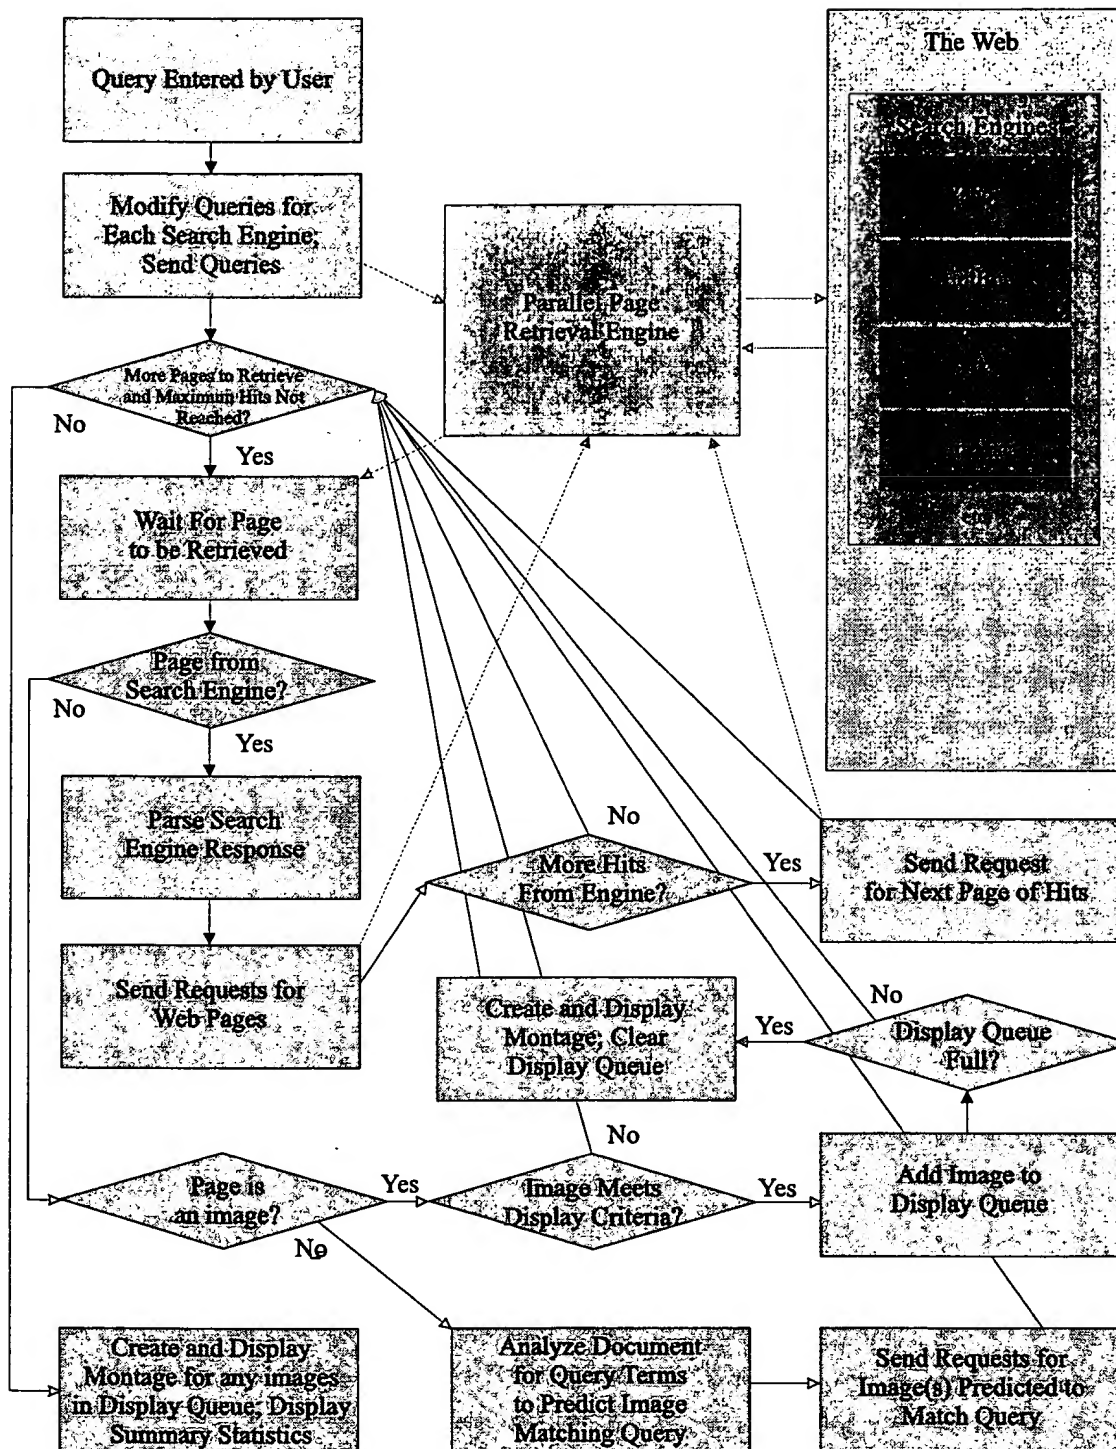 Query Entered by User
The Web
Search Engines
Modify Queries for
Each Search Engine;
Send Queries
Parallel Page
Retrieval Engine
More Pages to Retrieve
and Maximum Hits Not
Reached?
No
Yes
Wait For Page
to be Retrieved
Page from
Search Engine?
No
Yes
Parse Search
Engine Response
No
More Hits
From Engine?
Yes
Send Request
for Next Page of Hits
Send Requests for
Web Pages
Create and Display
Montage; Clear
Display Queue
Yes
No
Display Queue
Full?
No
Page is
an image?
Yes
No
Image Meets
Display Criteria?
Yes
Add Image to
Display Queue
Create and Display
Montage for any images
in Display Queue; Display
Summary Statistics
Analyze Document
for Query Terms
to Predict Image
Matching Query
Send Requests for
Image(s) Predicted to
Match Query